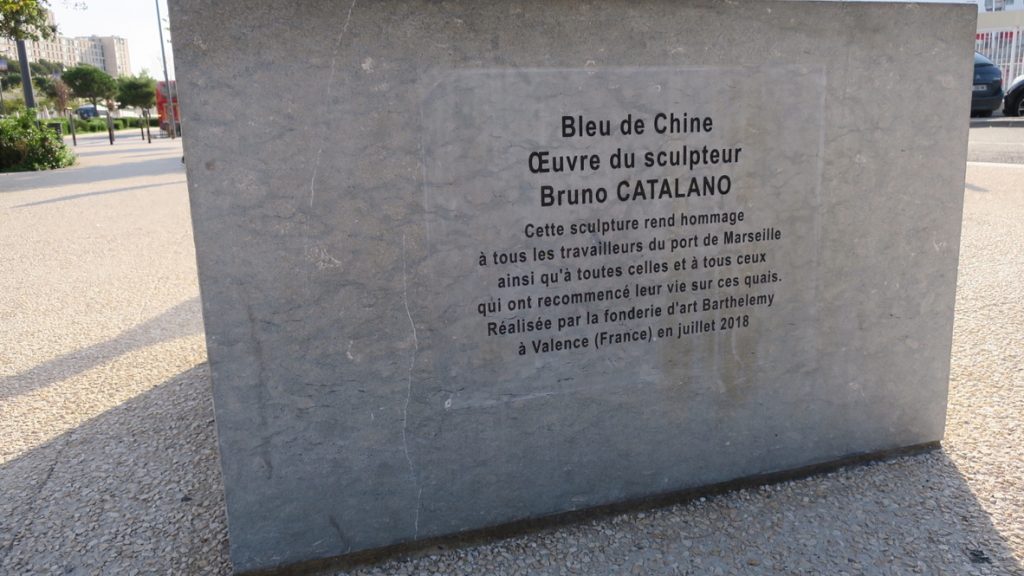 Bleu de Chine
Œuvre du sculpteur
Bruno CATALANO
Cette sculpture rend hommage
à tous les travailleurs du port de Marseille
ainsi qu'à toutes celles et à tous ceux
qui ont recommencé leur vie sur ces quais.
Réalisée par la fonderie d'art Barthelemy
à Valence (France) en juillet 2018